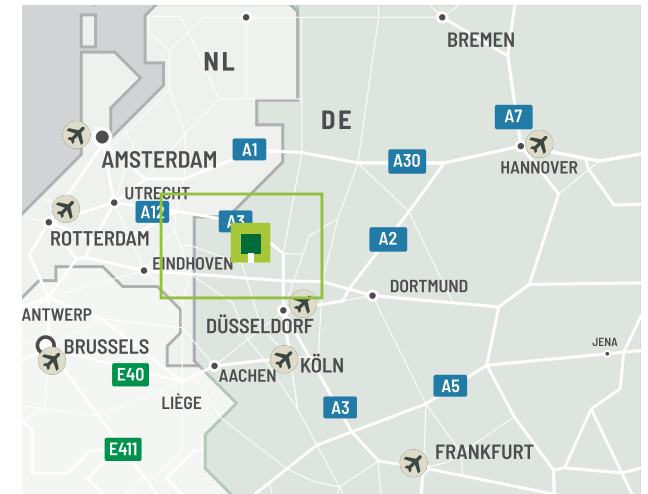 BREMEN
NL
DE
A7
A1
AMSTERDAM
A30
HANNOVER
UTRECHT
A12
A3
ROTTERDAM
A2
EINDHOVEN
DORTMUND
ANTWERP
DÜSSELDORF
BRUSSELS
JENA
KÖLN
AACHEN
E40
A5
LIÈGE
A3
E411
FRANKFURT